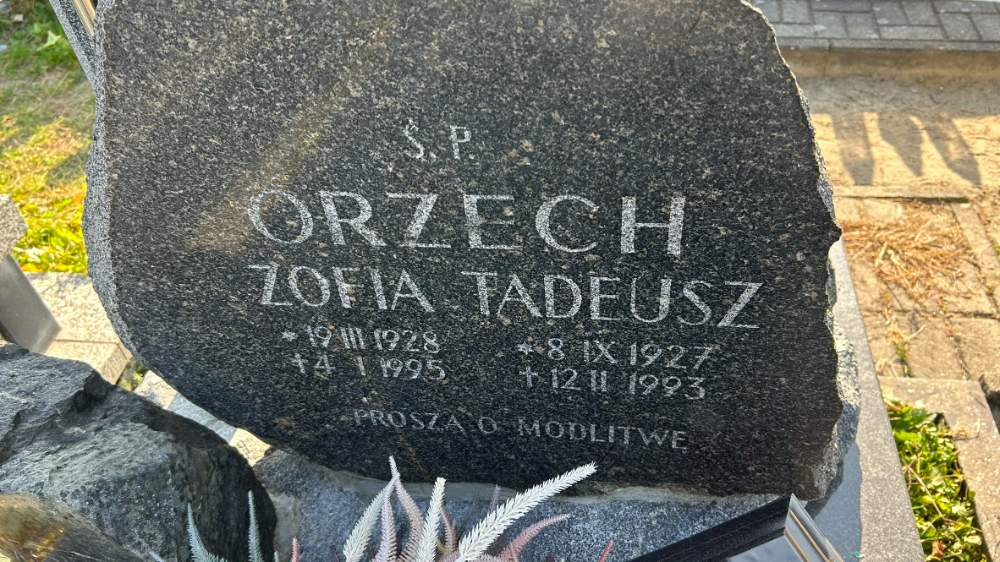 Ś.P.
ORZECH
ZOFIA TADEUSZ
* 19 III 1928 * 8 IX 1927
+ 4 I 1995 + 12 II 1993
PROSZĄ O MODLITWĘ